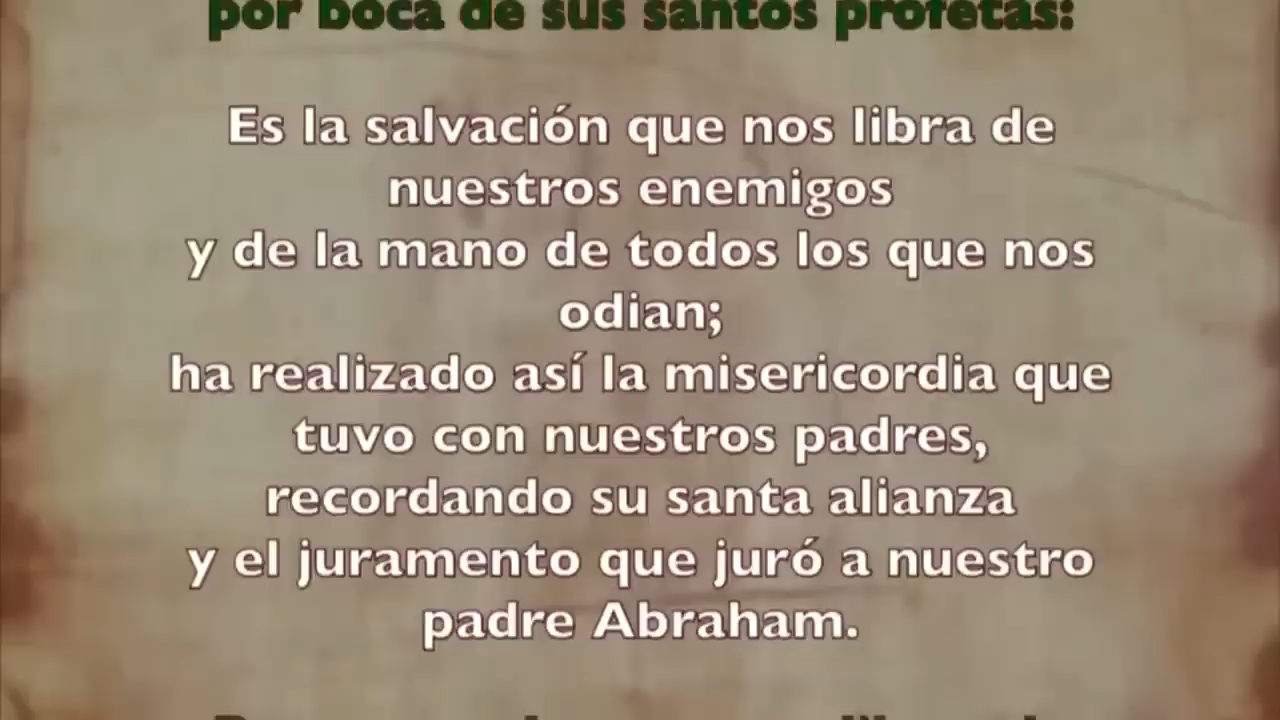 por boca de sus santos profetas:
Es la salvación que nos libra de
nuestros enemigos
y de la mano de todos los que nos
odian;
ha realizado así la misericordia que
tuvo con nuestros padres,
recordando su santa alianza
y el juramento que juró a nuestro
padre Abraham.